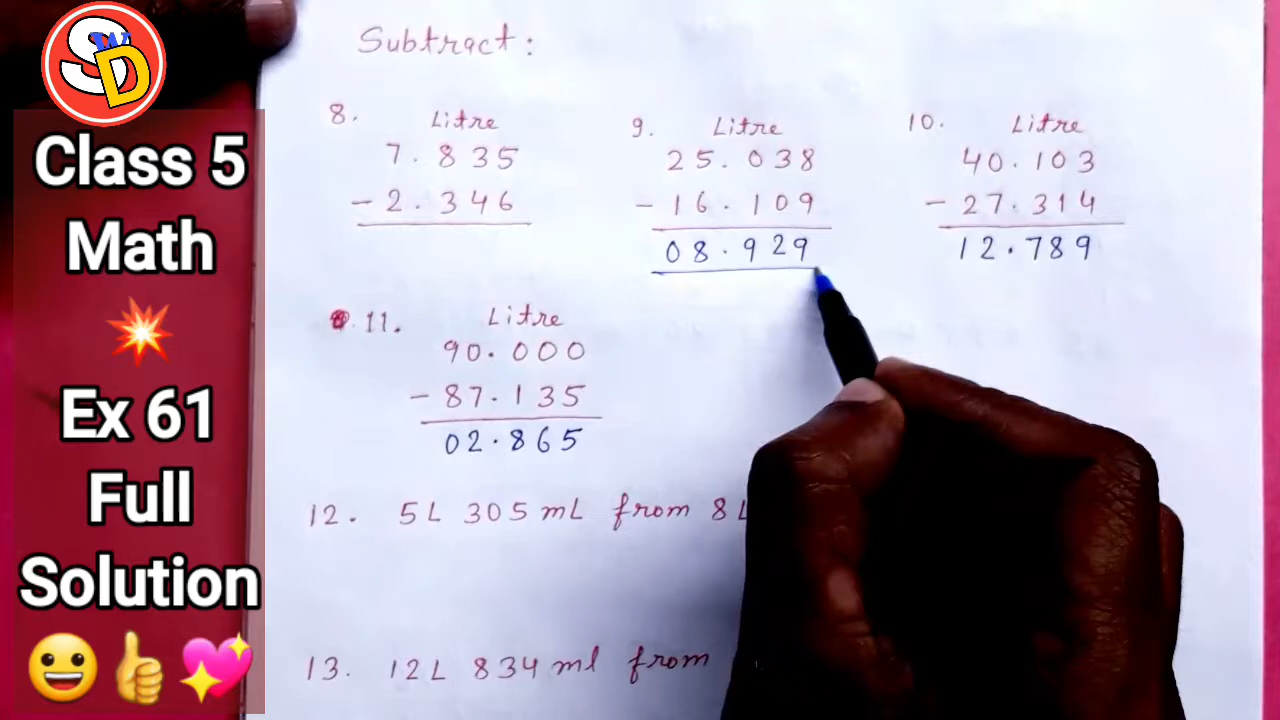 SWD
Class 5
Math
💥
Ex 61
Full
Solution
😀👍💖
Subtract:
8. Litre
7.835
- 2.346
9. Litre
25.038
- 16.109
08.929
10. Litre
40.103
- 27.314
12.789
11. Litre
90.000
- 87.135
02.865
12. 5L 305 mL from 8L
13. 12L 834 ml from